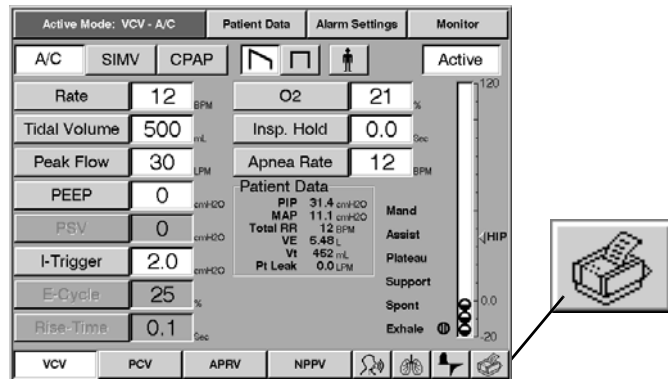 Active Mode: VCV - A/C Patient Data Alarm Settings Monitor
A/C SIMV CPAP Active
120
Rate 12 BPM O2 21 %
Tidal Volume 500 mL Insp. Hold 0.0 Sec
Peak Flow 30 LPM Apnea Rate 12 BPM
PEEP 0 cmH2O
Patient Data
PIP 31.4 cmH2O
MAP 11.1 cmH2O
Total RR 12 BPM
VE 5.48 L
Vt 452 mL
Pt Leak 0.0 LPM
Mand
Assist HIP
Plateau
Support
Spont 0.0
Exhale -20
PSV 0 cmH2O
I-Trigger 2.0 cmH2O
E-Cycle 25 %
Rise-Time 0.1 Sec
VCV PCV APRV NPPV